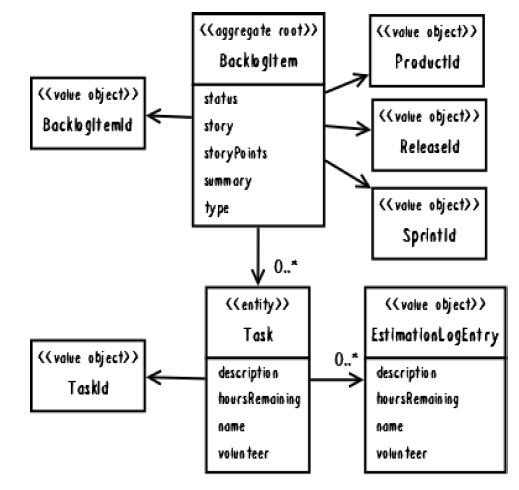 <<aggregate root>>
BacklogItem
status
story
storyPoints
summary
type
<<value object>>
ProductId
<<value object>>
BacklogItemId
<<value object>>
ReleaseId
<<value object>>
SprintId
0..*
<<entity>>
Task
description
hoursRemaining
name
volunteer
<<value object>>
TaskId
0..*
<<value object>>
EstimationLogEntry
description
hoursRemaining
name
volunteer